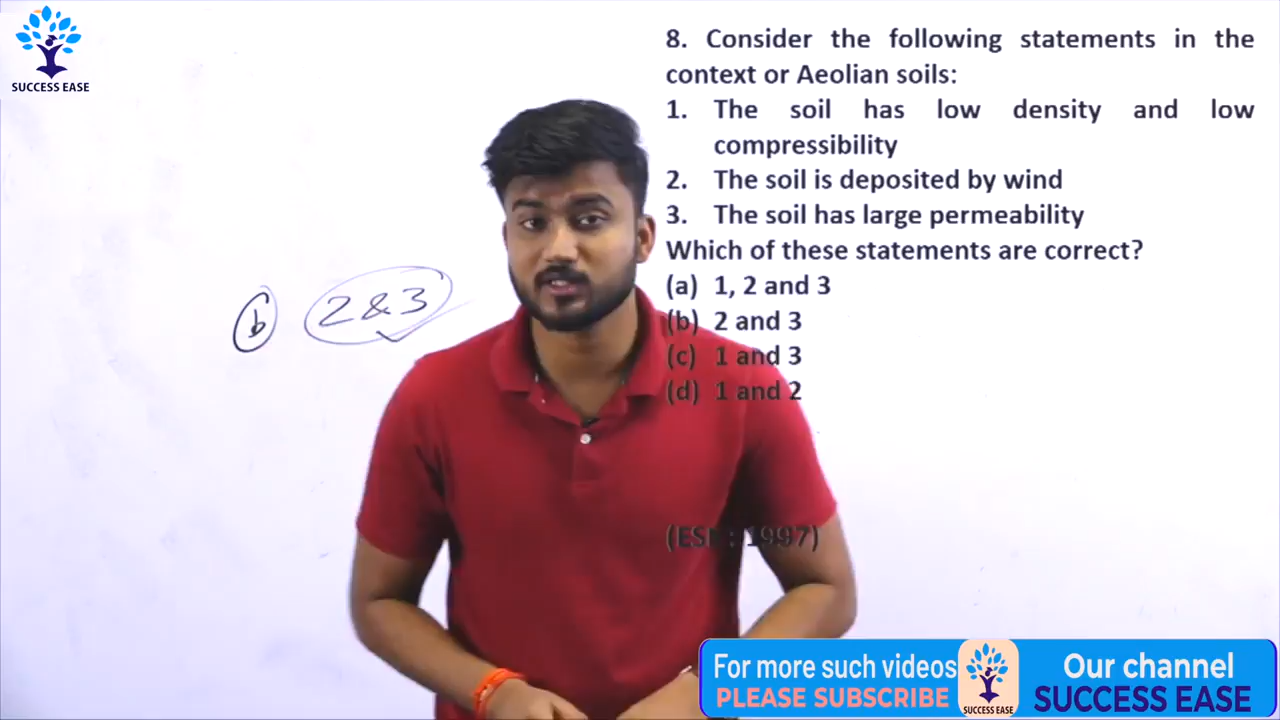 SUCCESS EASE
8. Consider the following statements in the
context or Aeolian soils:
1. The soil has low density and low
compressibility
2. The soil is deposited by wind
3. The soil has large permeability
Which of these statements are correct?
(a) 1, 2 and 3
(b) 2 and 3
(c) 1 and 3
(d) 1 and 2
(ESE : 1997)
b 2 & 3
For more such videos
PLEASE SUBSCRIBE
SUCCESS EASE
Our channel
SUCCESS EASE